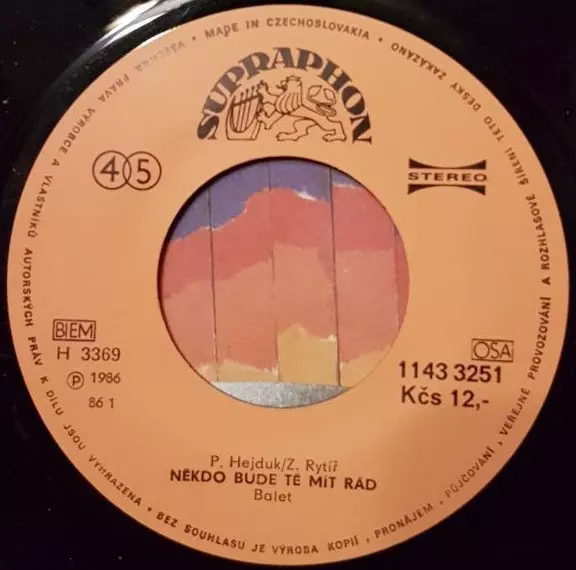 VŠECHNA PRÁVA VÝROBCE A VLASTNÍKŮ AUTORSKÝCH PRÁV K DÍLU JSOU VYHRAZENA • BEZ SOUHLASU JE VÝROBA KOPIÍ, PRONÁJEM, PŮJČOVÁNÍ, VEŘEJNÉ PROVOZOVÁNÍ A ROZHLASOVÉ ŠÍŘENÍ TÉTO DESKY ZAKÁZÁNO • MADE IN CZECHOSLOVAKIA •
SUPRAPHON
45
STEREO
BIEM
H 3369
Ⓟ 1986
86 1
OSA
1143 3251
Kčs 12,-
P. Hejduk/Z. Rytíř
NĚKDO BUDE TĚ MÍT RÁD
Balet